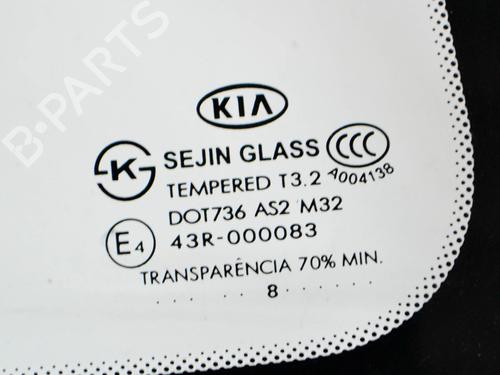 B-PARTS
KIA
KS SEJIN GLASS CCC
TEMPERED T3.2 A004138
DOT736 AS2 M32
E4 43R-000083
TRANSPARÊNCIA 70% MIN.
. . . . . . 8 . . . . . .